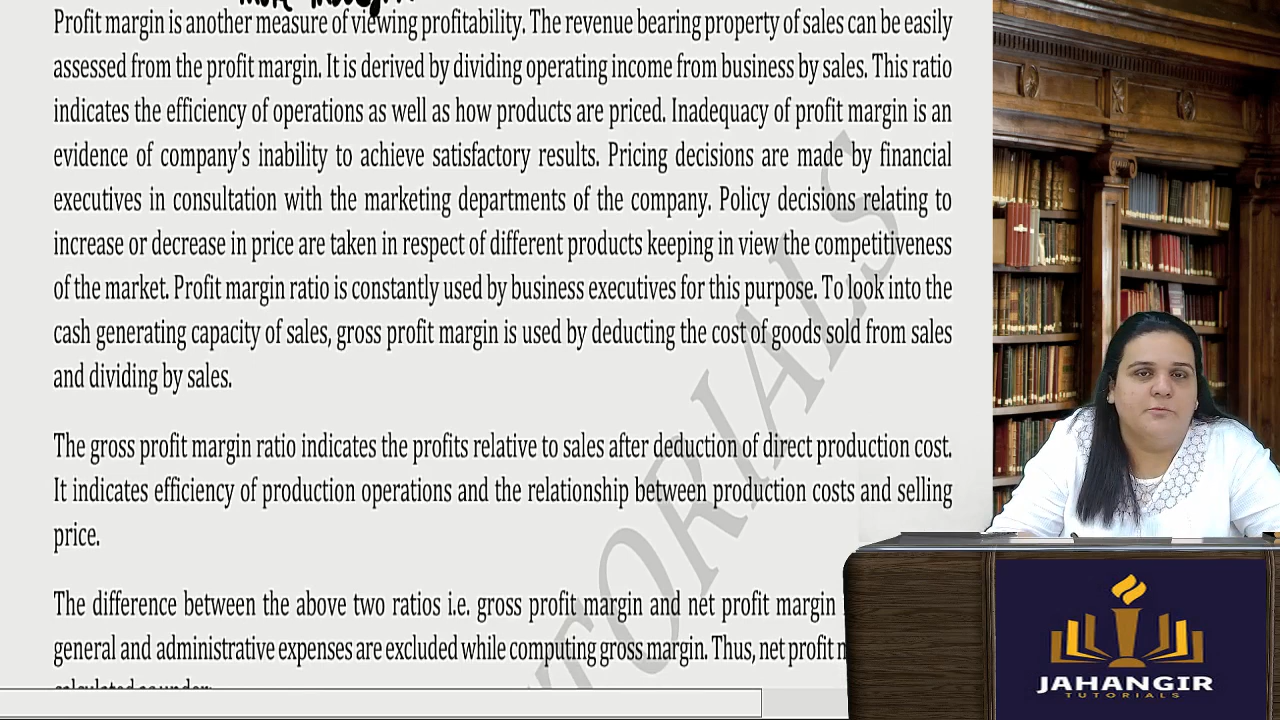 Profit margin is another measure of viewing profitability. The revenue bearing property of sales can be easily
assessed from the profit margin. It is derived by dividing operating income from business by sales. This ratio
indicates the efficiency of operations as well as how products are priced. Inadequacy of profit margin is an
evidence of company's inability to achieve satisfactory results. Pricing decisions are made by financial
executives in consultation with the marketing departments of the company. Policy decisions relating to
increase or decrease in price are taken in respect of different products keeping in view the competitiveness
of the market. Profit margin ratio is constantly used by business executives for this purpose. To look into the
cash generating capacity of sales, gross profit margin is used by deducting the cost of goods sold from sales
and dividing by sales.
The gross profit margin ratio indicates the profits relative to sales after deduction of direct production cost.
It indicates efficiency of production operations and the relationship between production costs and selling
price.
The difference between the above two ratios i.e. gross profit margin and net profit margin
general and administrative expenses are excluded while computing gross margin. Thus, net profit
TORIALS
JAHANGIR
TUTORIALS